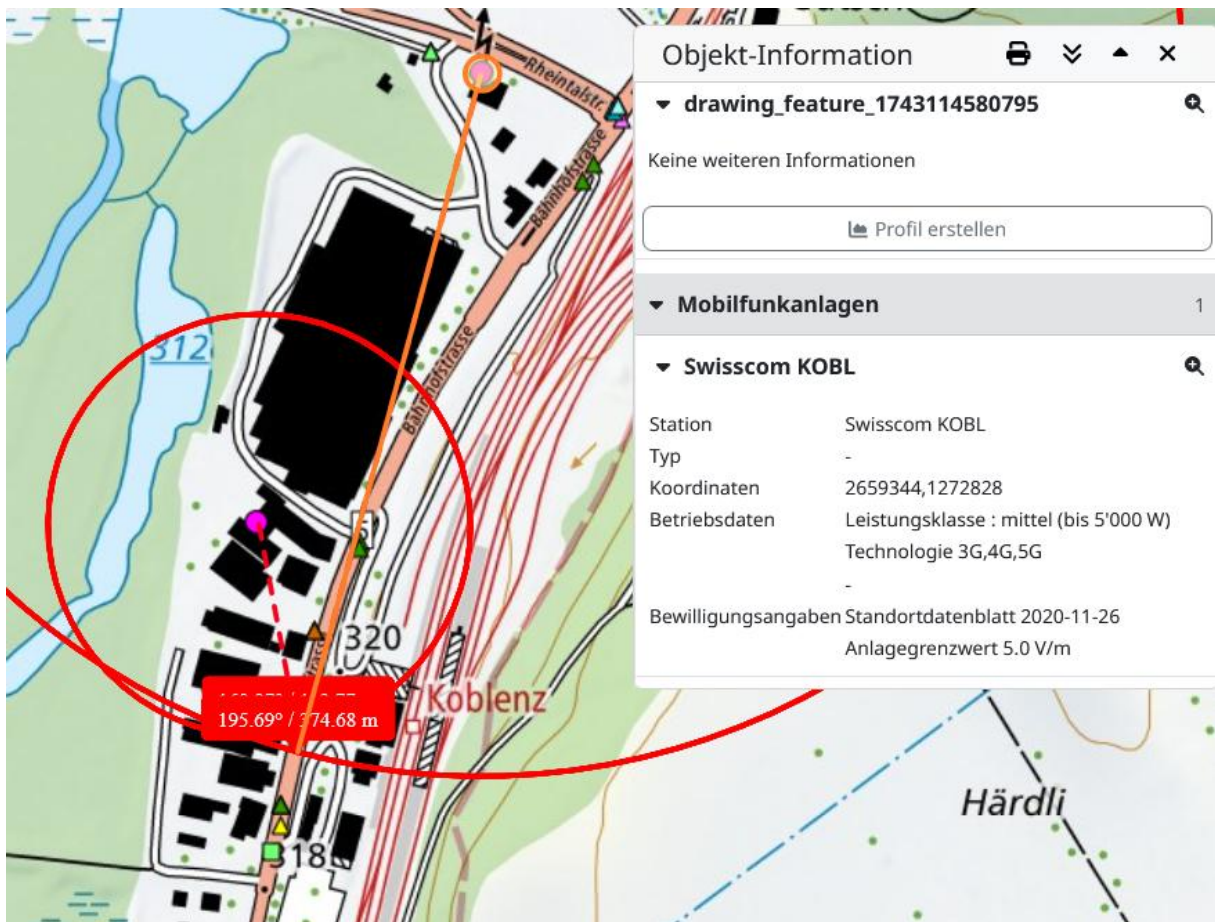 Objekt-Information
drawing_feature_1743114580795
Keine weiteren Informationen
Profil erstellen
Mobilfunkanlagen 1
Swisscom KOBL
Station Swisscom KOBL
Typ -
Koordinaten 2659344,1272828
Betriebsdaten Leistungsklasse : mittel (bis 5'000 W)
Technologie 3G,4G,5G
-
Bewilligungsangaben Standortdatenblatt 2020-11-26
Anlagegrenzwert 5.0 V/m
Rheintalstr.
Bahnhofstrasse
312
Bahnhofstrasse
5
320
Koblenz
195.69° / 374.68 m
Härdli
318